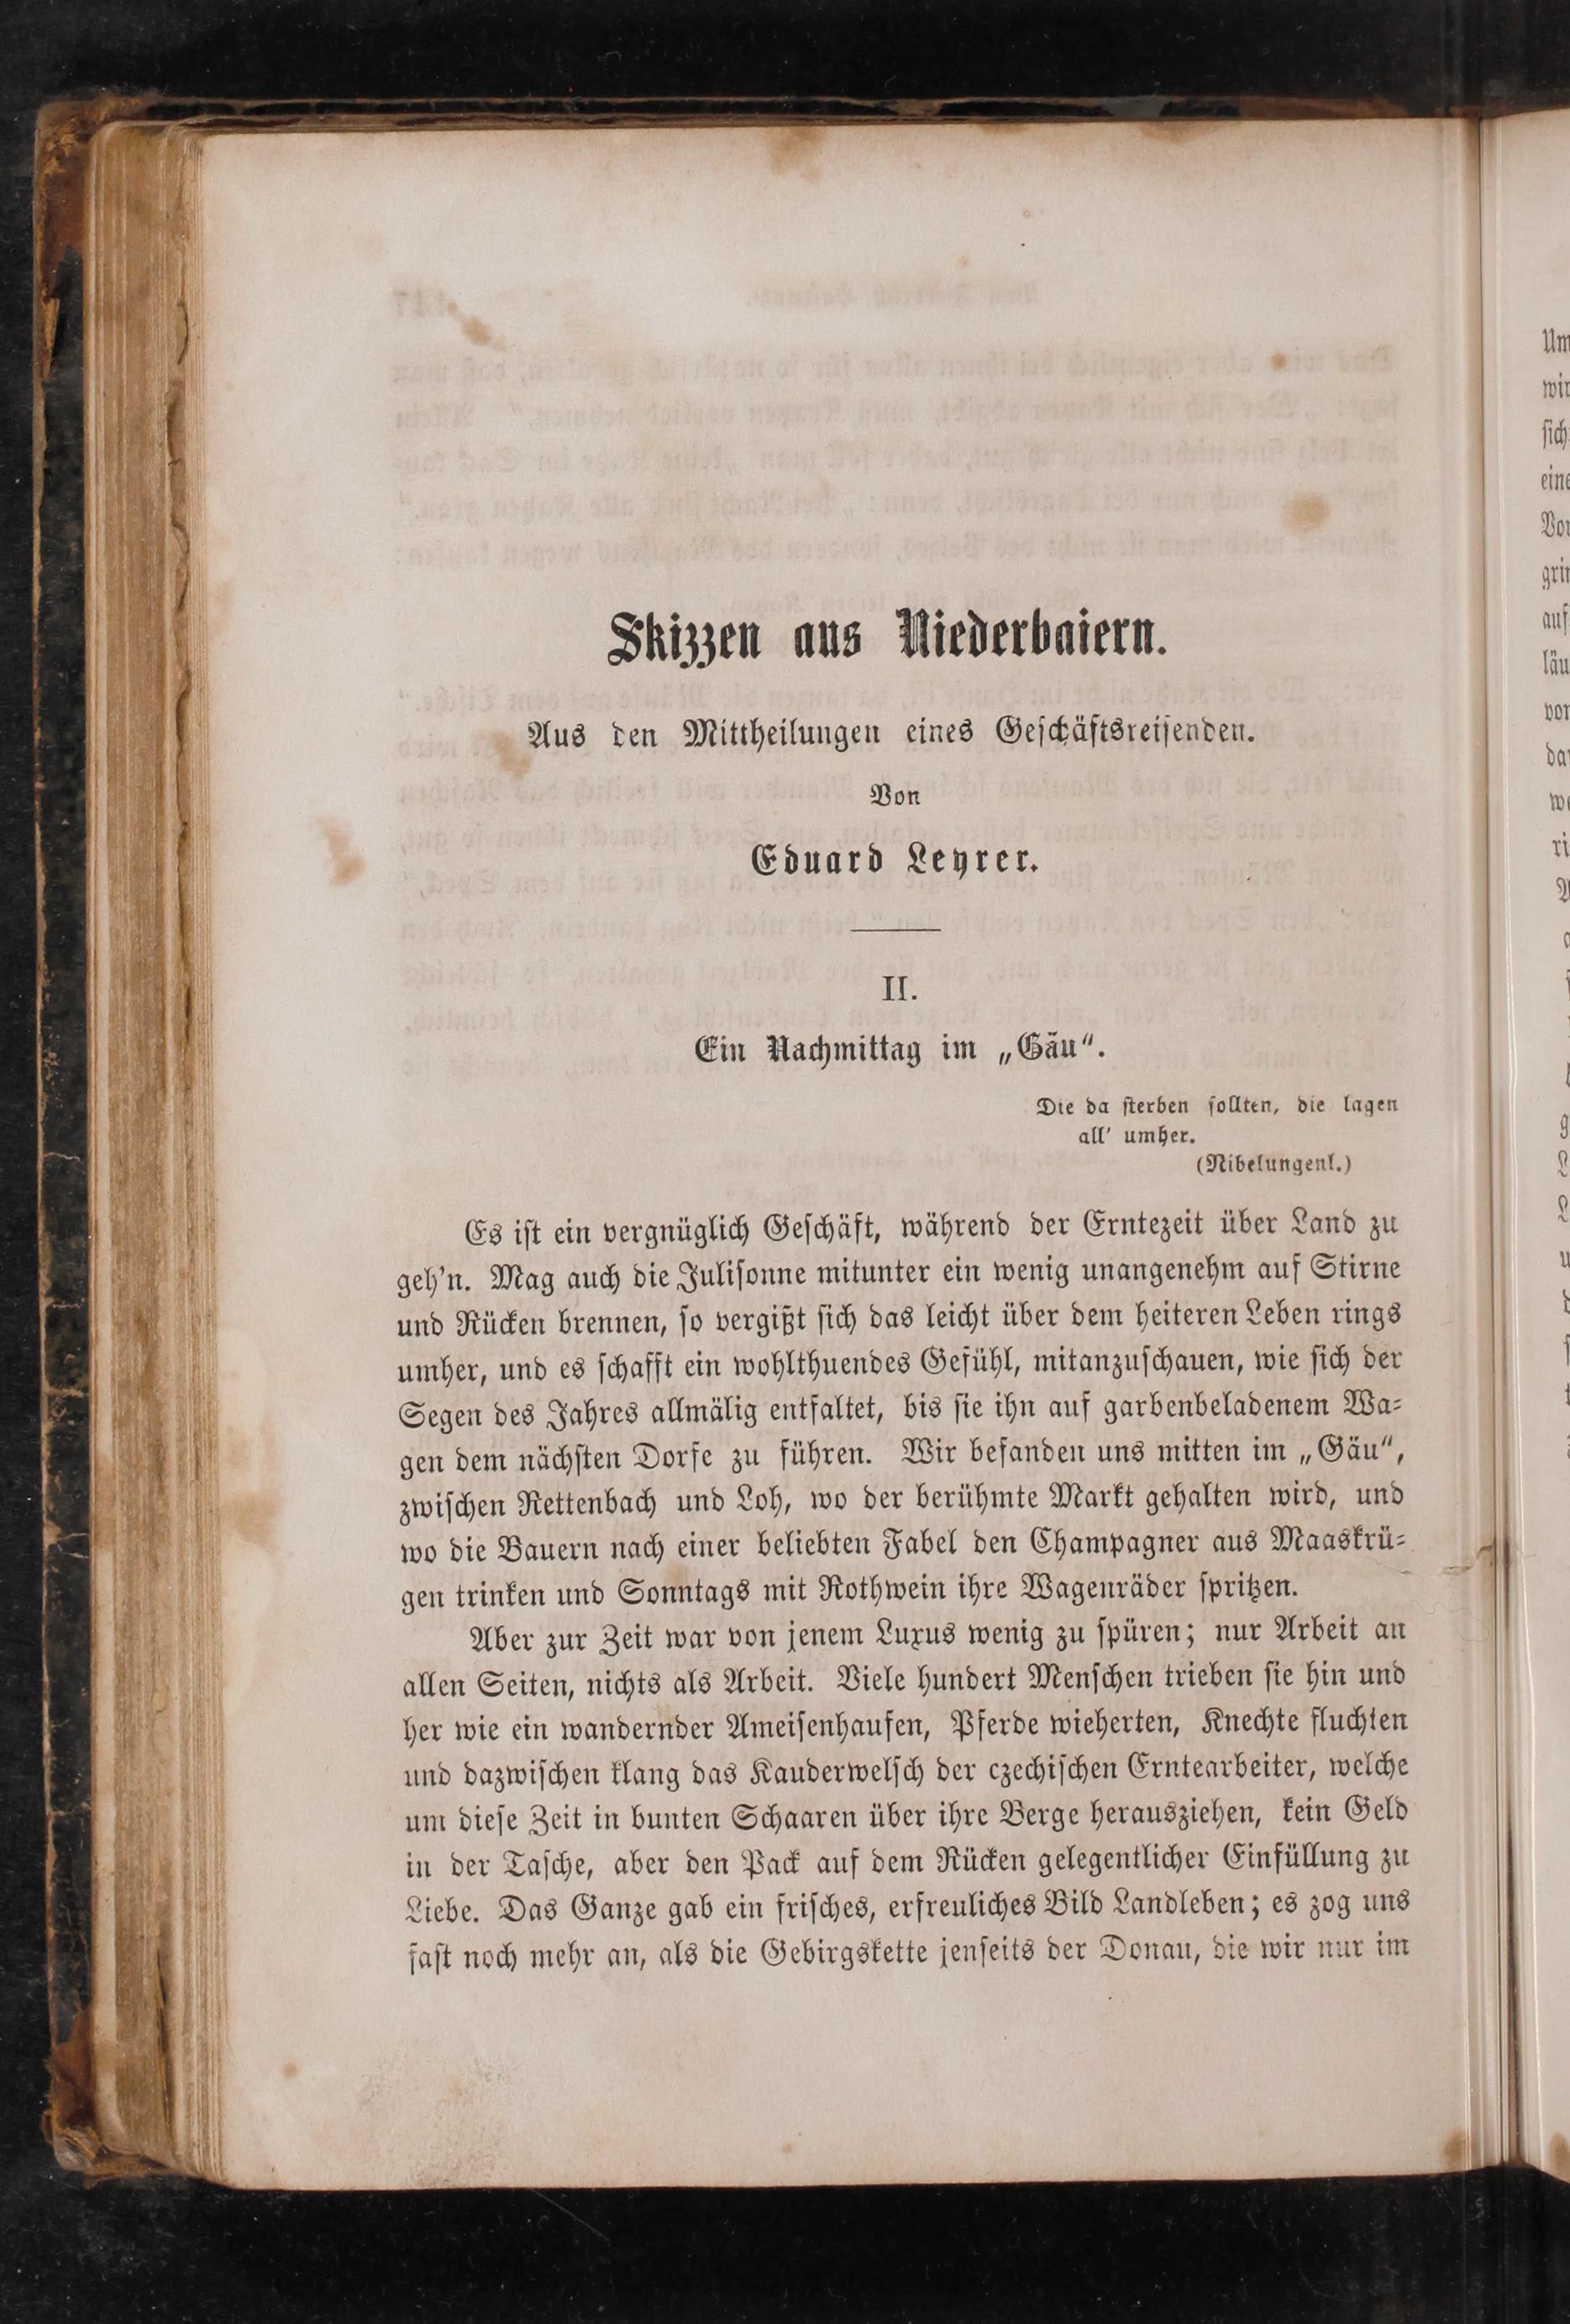 Skizzen aus Niederbaiern.
Aus den Mittheilungen eines Geschäftsreisenden.
Von
Eduard Leyrer.
II.
Ein Nachmittag im „Gäu“.
Die da sterben sollten, die lagen
all' umher.
(Nibelungenl.)
Es ist ein vergnüglich Geschäft, während der Erntezeit über Land zu
geh'n. Mag auch die Julisonne mitunter ein wenig unangenehm auf Stirne
und Rücken brennen, so vergißt sich das leicht über dem heiteren Leben rings
umher, und es schafft ein wohlthuendes Gefühl, mitanzuschauen, wie sich der
Segen des Jahres allmälig entfaltet, bis sie ihn auf garbenbeladenem Wa-
gen dem nächsten Dorfe zu führen. Wir befanden uns mitten im „Gäu“,
zwischen Rettenbach und Loh, wo der berühmte Markt gehalten wird, und
wo die Bauern nach einer beliebten Fabel den Champagner aus Maaskrü-
gen trinken und Sonntags mit Rothwein ihre Wagenräder spritzen.
Aber zur Zeit war von jenem Luxus wenig zu spüren; nur Arbeit an
allen Seiten, nichts als Arbeit. Viele hundert Menschen trieben sie hin und
her wie ein wandernder Ameisenhaufen, Pferde wieherten, Knechte fluchten
und dazwischen klang das Kauderwelsch der czechischen Erntearbeiter, welche
um diese Zeit in bunten Schaaren über ihre Berge herausziehen, kein Geld
in der Tasche, aber den Pack auf dem Rücken gelegentlicher Einfüllung zu
Liebe. Das Ganze gab ein frisches, erfreuliches Bild Landleben; es zog uns
fast noch mehr an, als die Gebirgskette jenseits der Donau, die wir nur im